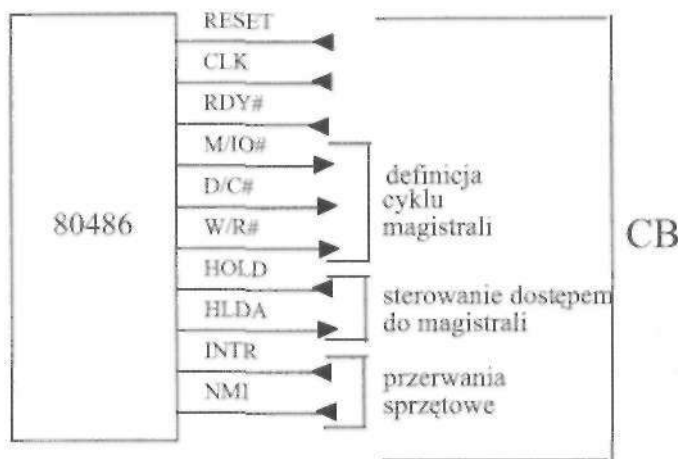 RESET
CLK
RDY#
M/IO#
D/C#
W/R#
HOLD
HLDA
INTR
NMI
80486
definicja
cyklu
magistrali
sterowanie dostępem
do magistrali
przerwania
sprzętowe
CB